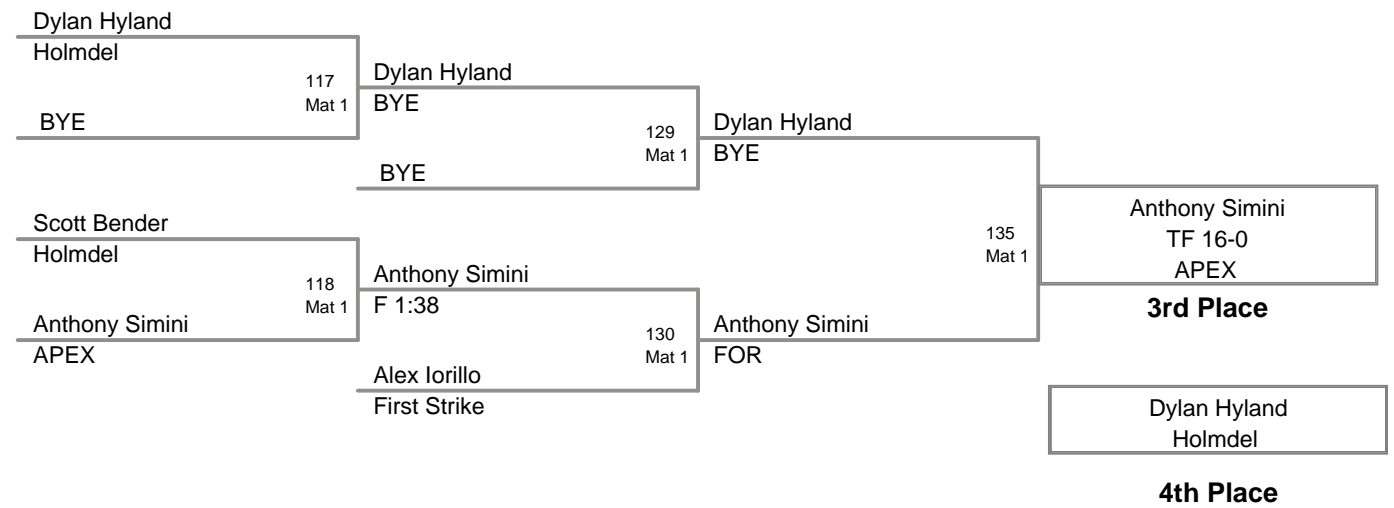 Dylan Hyland
Holmdel
117
Mat 1
BYE
Dylan Hyland
BYE
129
Mat 1
BYE
Dylan Hyland
BYE
Scott Bender
Holmdel
118
Mat 1
Anthony Simini
APEX
Anthony Simini
F 1:38
130
Mat 1
Alex Iorillo
First Strike
Anthony Simini
FOR
135
Mat 1
Anthony Simini
TF 16-0
APEX
3rd Place
Dylan Hyland
Holmdel
4th Place